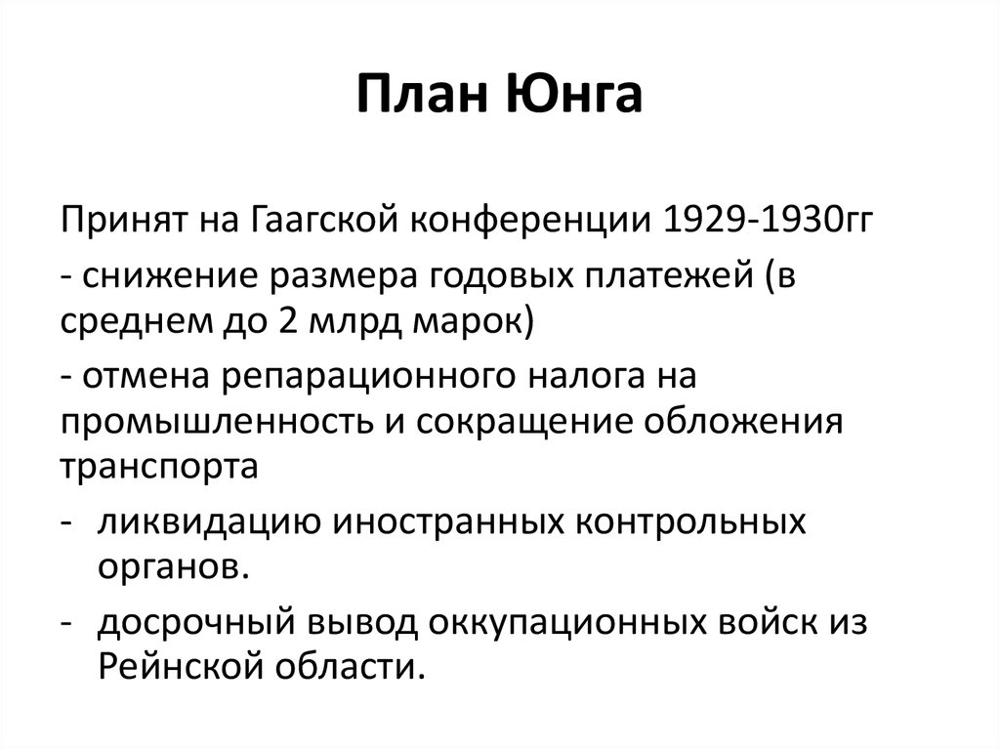 План Юнга
Принят на Гаагской конференции 1929-1930гг
- снижение размера годовых платежей (в
среднем до 2 млрд марок)
- отмена репарационного налога на
промышленность и сокращение обложения
транспорта
- ликвидацию иностранных контрольных
органов.
- досрочный вывод оккупационных войск из
Рейнской области.